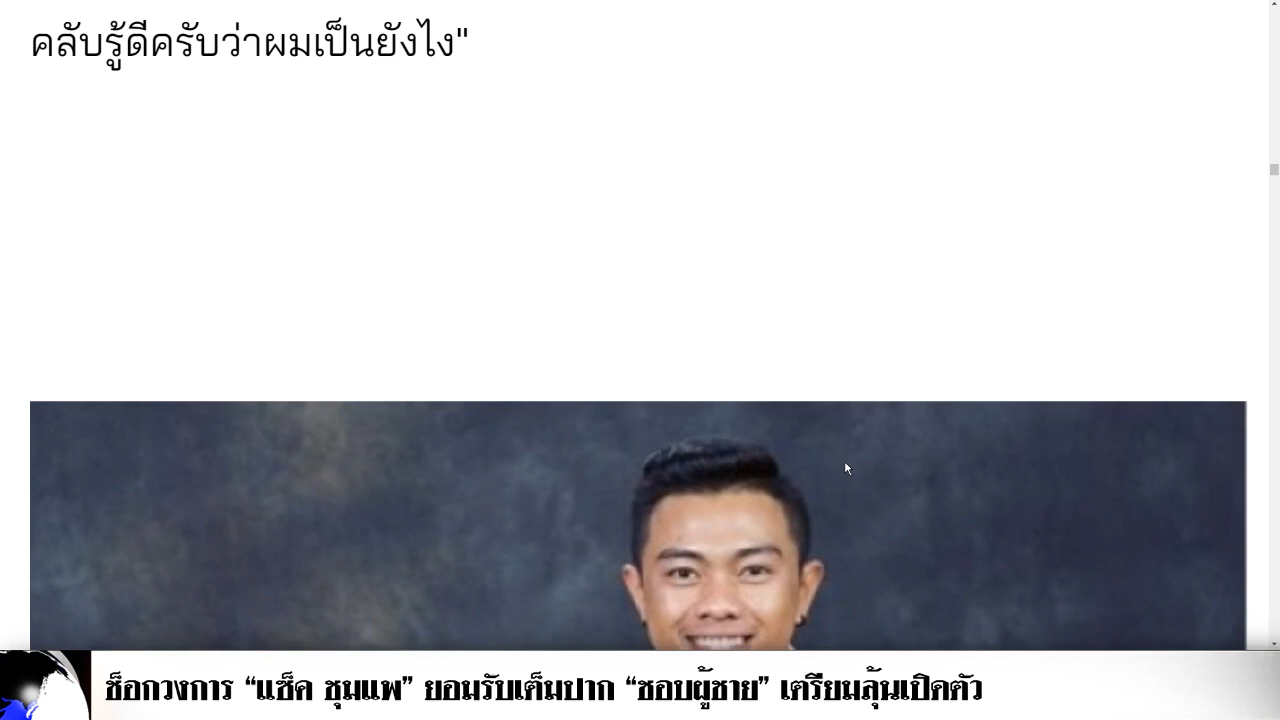 คลับรู้ดีครับว่าผมเป็นยังไง"
ช็อกวงการ “แช็ค ชุมแพ” ยอมรับเต็มปาก “ชอบผู้ชาย” เตรียมลุ้นเปิดตัว